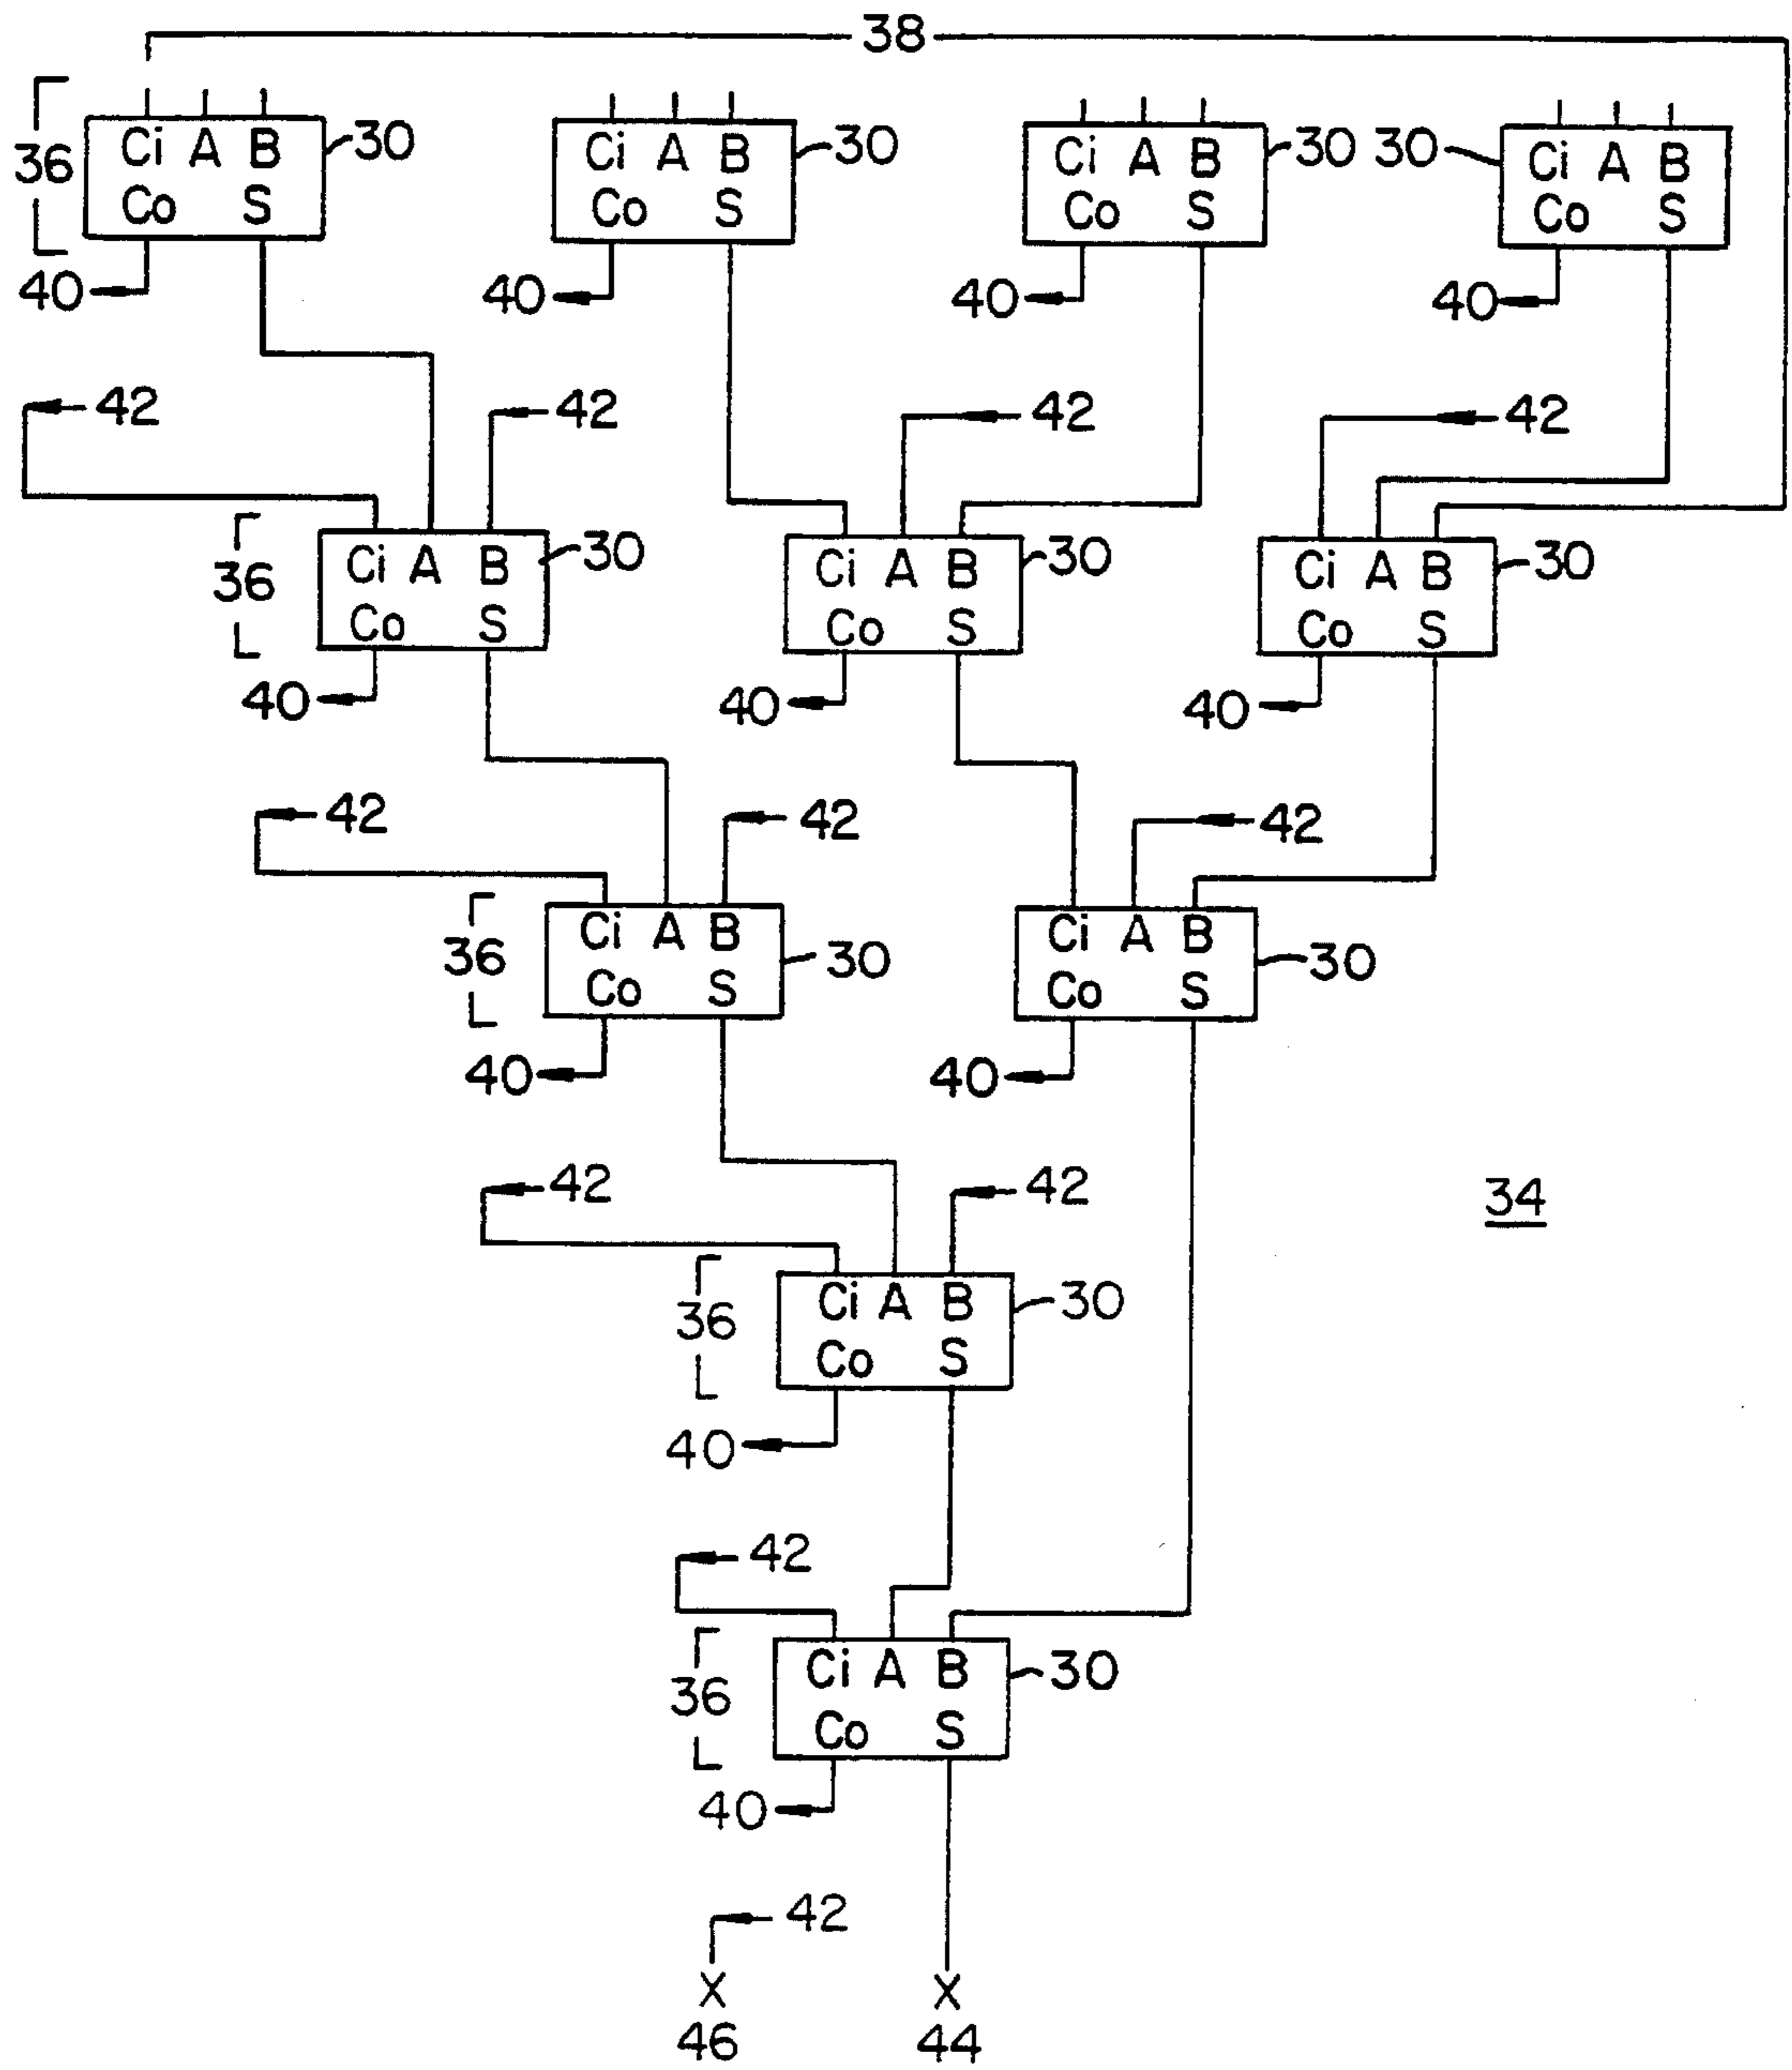 38
36 Ci A B 30 Ci A B 30 Ci A B 30 30 Ci A B
Co S Co S Co S Co S
40 40 40 40
42 42 42 42
36 Ci A B 30 Ci A B 30 Ci A B 30
Co S Co S Co S
40 40 40
42 42 42
36 Ci A B 30 Ci A B 30
Co S Co S
40 40
42 42 34
36 Ci A B 30
Co S
40
42
36 Ci A B 30
Co S
40
42
X X
46 44